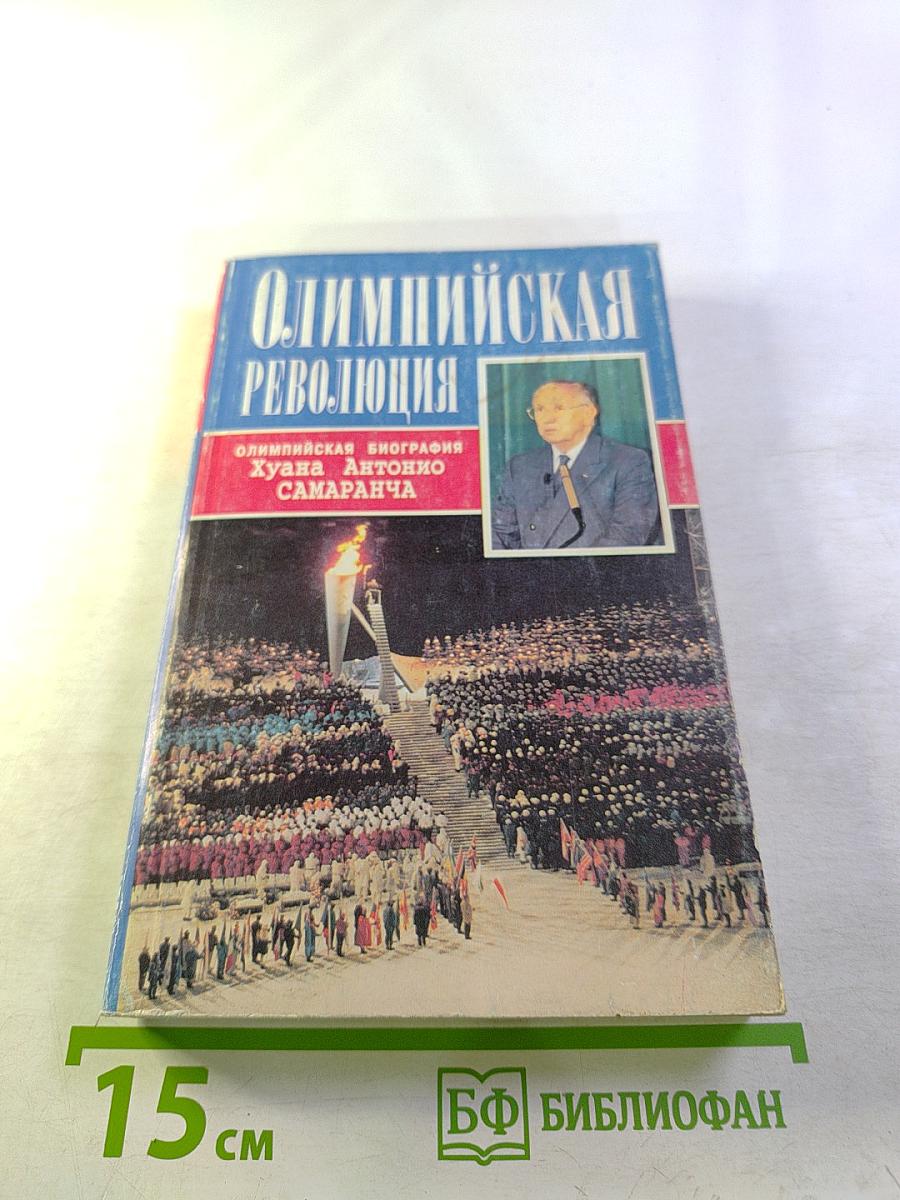 ОЛИМПИЙСКАЯ
РЕВОЛЮЦИЯ
ОЛИМПИЙСКАЯ БИОГРАФИЯ
Хуана Антонио
САМАРАНЧА
15 см
БФ БИБЛИОФАН